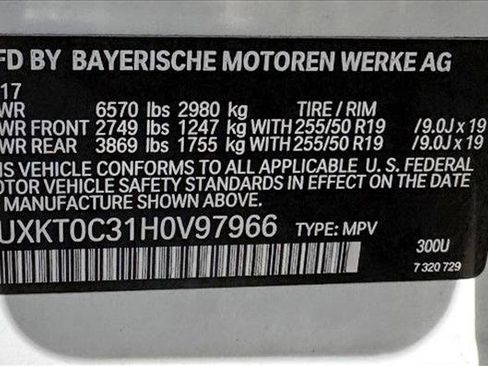 MFD BY BAYERISCHE MOTOREN WERKE AG
17
WR 6570 lbs 2980 kg TIRE / RIM
WR FRONT 2749 lbs 1247 kg WITH 255/50 R19 /9.0J x 19
WR REAR 3869 lbs 1755 kg WITH 255/50 R19 /9.0J x 19
IS VEHICLE CONFORMS TO ALL APPLICABLE U. S. FEDERAL
OTOR VEHICLE SAFETY STANDARDS IN EFFECT ON THE DATE
MANUFACTURE SHOWN ABOVE.
UXKT0C31H0V97966 TYPE: MPV
300U
7 320 729